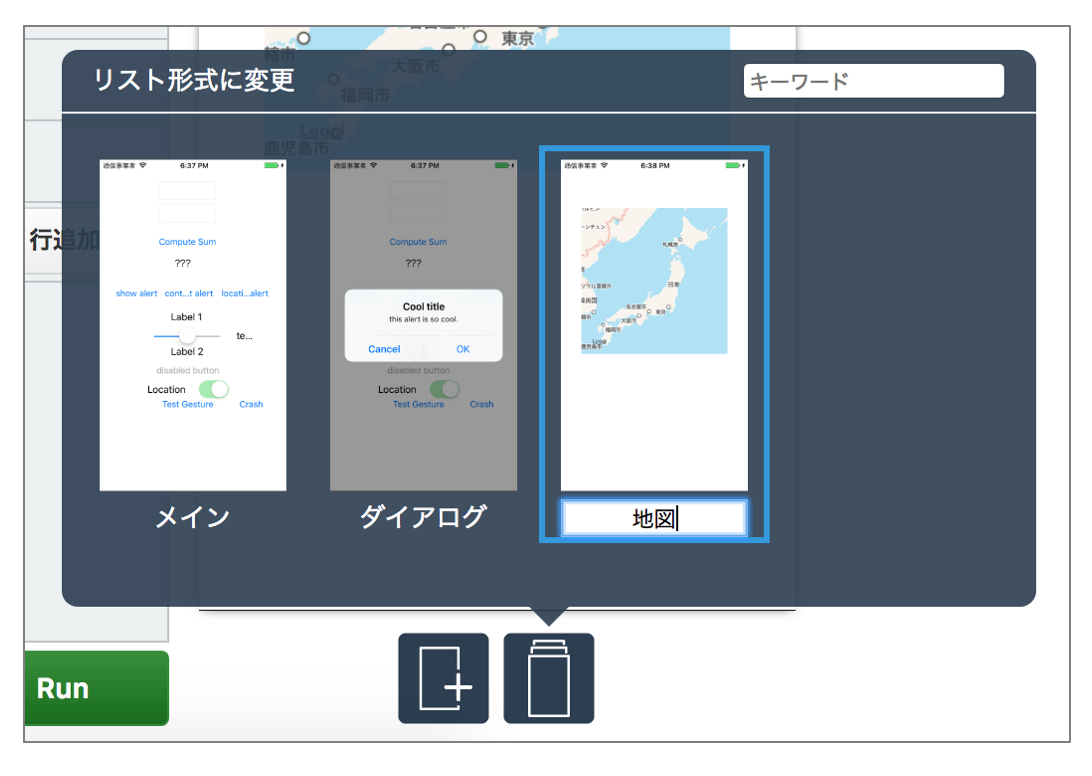 東京
大阪市
福岡市
Legal
鹿児島市
リスト形式に変更
キーワード
行追加
通信事業者 6:37 PM
Compute Sum
???
show alert cont...t alert locati...alert
Label 1
te...
Label 2
disabled button
Location
Test Gesture Crash
メイン
通信事業者 6:37 PM
Compute Sum
???
Cool title
this alert is so cool.
Cancel OK
disabled button
Location
Test Gesture Crash
ダイアログ
通信事業者 6:38 PM
札幌市
日本
名古屋市
東京
大阪市
福岡市
Legal
鹿児島市
地図
Run